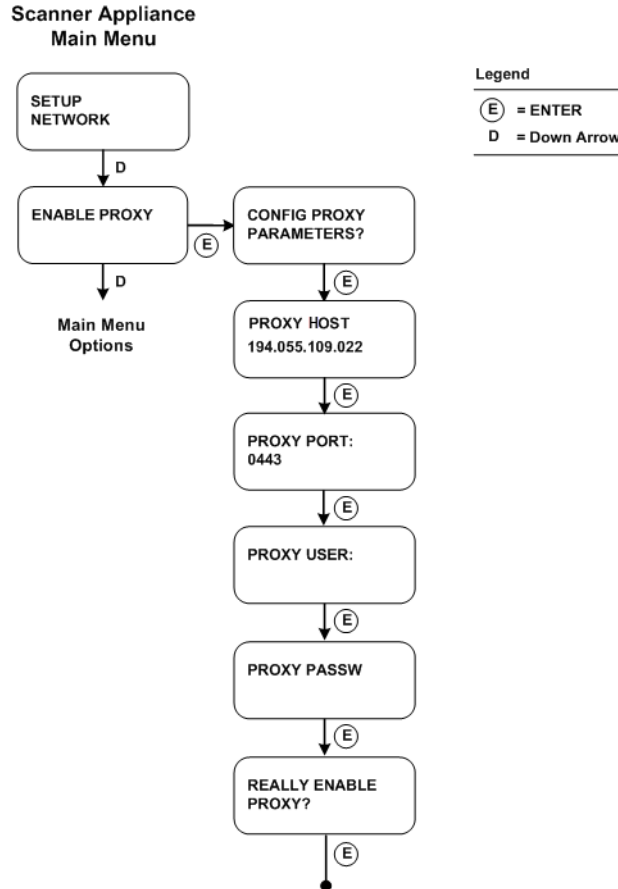 Scanner Appliance
Main Menu
Legend
E = ENTER
D = Down Arrow
SETUP
NETWORK
D
ENABLE PROXY
E
CONFIG PROXY
PARAMETERS?
D
Main Menu
Options
E
PROXY HOST
194.055.109.022
E
PROXY PORT:
0443
E
PROXY USER:
E
PROXY PASSW
E
REALLY ENABLE
PROXY?
E